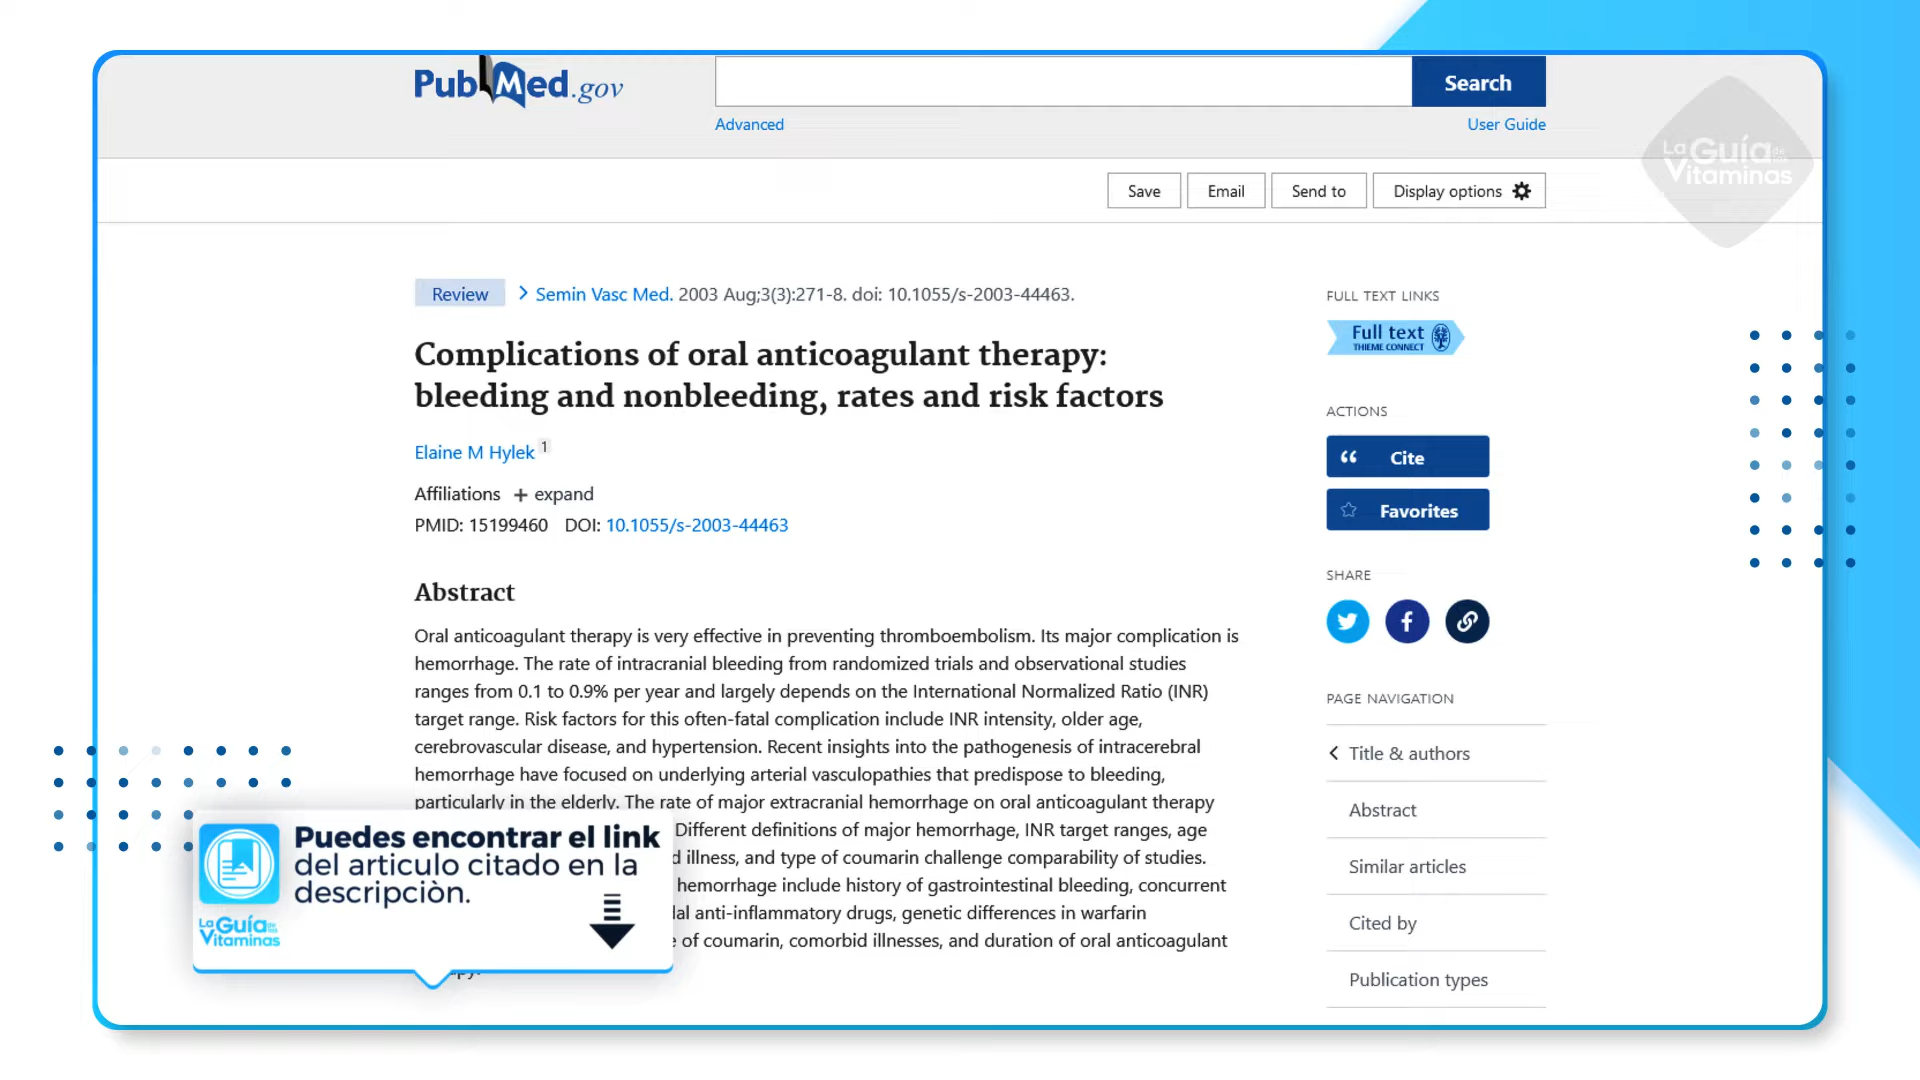 PubMed.gov
Search
Advanced
User Guide
La Guía de las Vitaminas
Save
Email
Send to
Display options
Review
Semin Vasc Med. 2003 Aug;3(3):271-8. doi: 10.1055/s-2003-44463.
Complications of oral anticoagulant therapy:
bleeding and nonbleeding, rates and risk factors
Elaine M Hylek 1
Affiliations + expand
PMID: 15199460 DOI: 10.1055/s-2003-44463
Abstract
Oral anticoagulant therapy is very effective in preventing thromboembolism. Its major complication is
hemorrhage. The rate of intracranial bleeding from randomized trials and observational studies
ranges from 0.1 to 0.9% per year and largely depends on the International Normalized Ratio (INR)
target range. Risk factors for this often-fatal complication include INR intensity, older age,
cerebrovascular disease, and hypertension. Recent insights into the pathogenesis of intracerebral
hemorrhage have focused on underlying arterial vasculopathies that predispose to bleeding,
particularly in the elderly. The rate of major extracranial hemorrhage on oral anticoagulant therapy
Different definitions of major hemorrhage, INR target ranges, age
illness, and type of coumarin challenge comparability of studies.
hemorrhage include history of gastrointestinal bleeding, concurrent
anti-inflammatory drugs, genetic differences in warfarin
of coumarin, comorbid illnesses, and duration of oral anticoagulant
Puedes encontrar el link
del articulo citado en la
descripciòn.
La Guía de las
Vitaminas
FULL TEXT LINKS
Full text
THIEME CONNECT
ACTIONS
Cite
Favorites
SHARE
PAGE NAVIGATION
Title & authors
Abstract
Similar articles
Cited by
Publication types